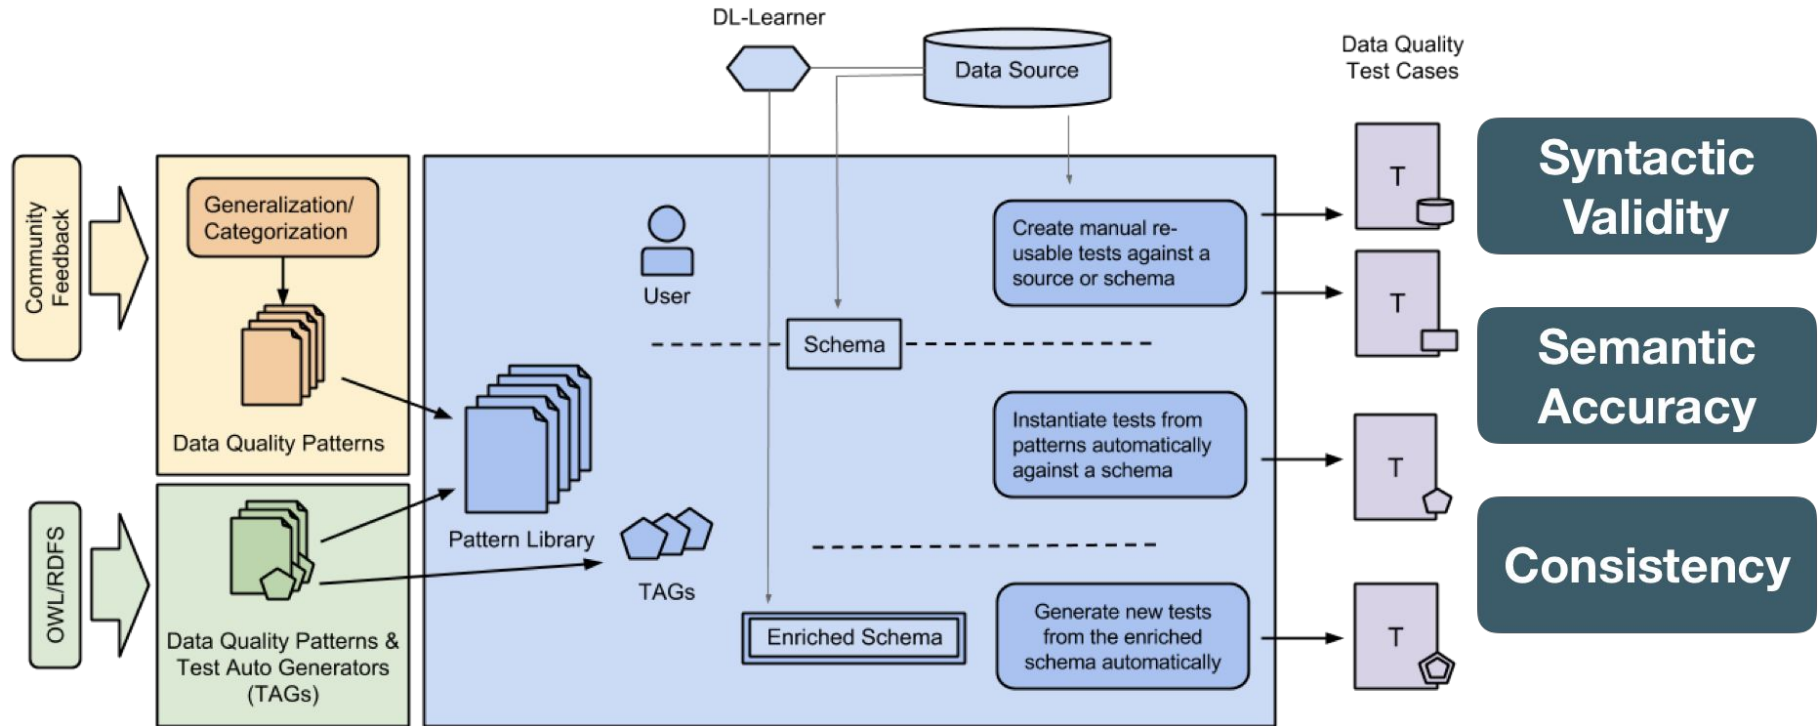 DL-Learner
Data Source
Data Quality
Test Cases
Community
Feedback
Generalization/
Categorization
Data Quality Patterns
OWL/RDFS
Data Quality Patterns &
Test Auto Generators
(TAGs)
Pattern Library
User
TAGs
Schema
Enriched Schema
Create manual re-
usable tests against a
source or schema
Instantiate tests from
patterns automatically
against a schema
Generate new tests
from the enriched
schema automatically
T
T
T
T
Syntactic
Validity
Semantic
Accuracy
Consistency